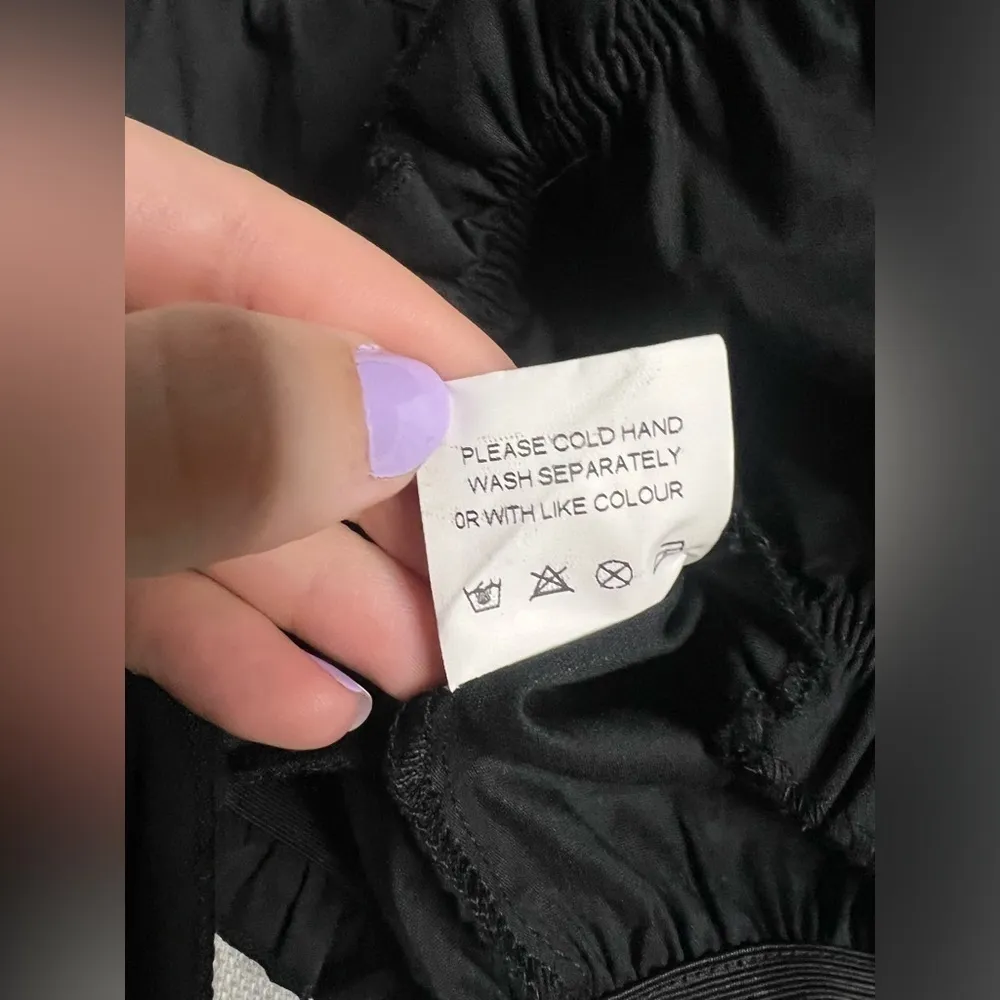 PLEASE COLD HAND
WASH SEPARATELY
OR WITH LIKE COLOUR